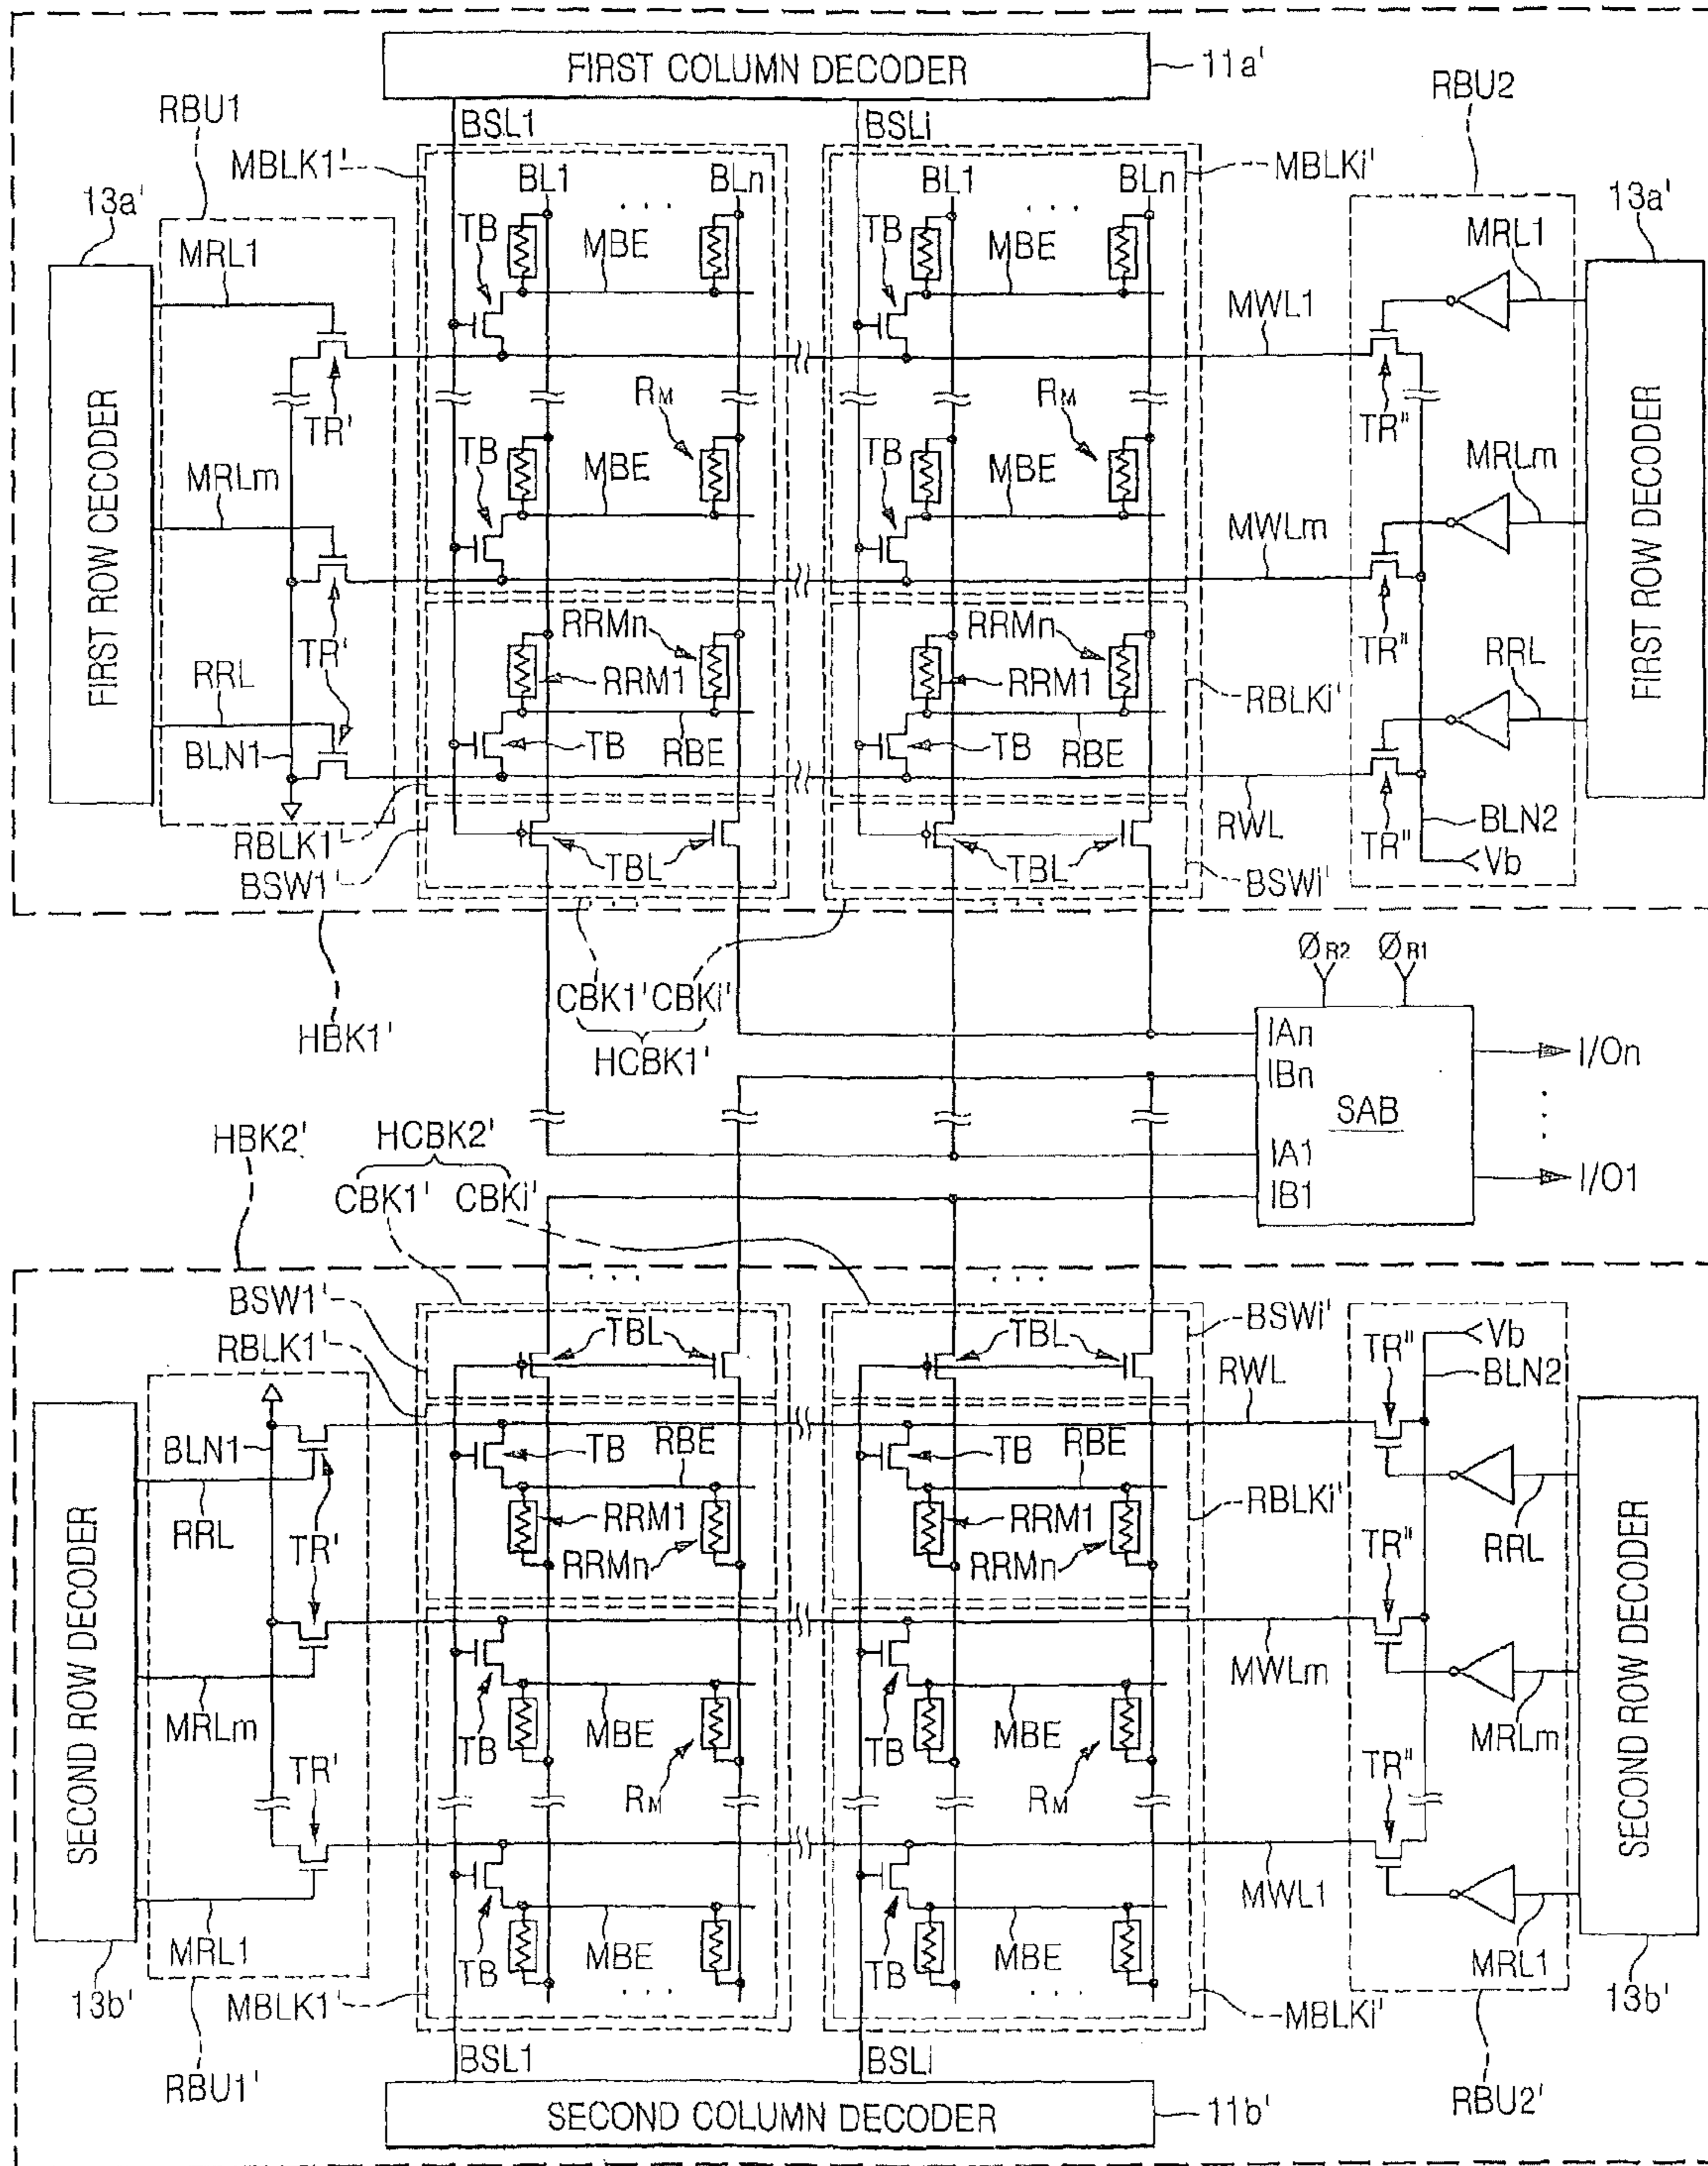 FIRST COLUMN DECODER
11a'
RBU1
BSL1
BSLi
RBU2
MBLK1'
MBLKi'
13a'
BL1
. . .
BLn
BL1
. . .
BLn
13a'
MRL1
TB
MBE
TB
MBE
MRL1
MWL1
FIRST ROW CECODER
TR'
RM
RM
TR"
FIRST ROW DECODER
MRLm
TB
MBE
TB
MBE
MRLm
MWLm
RRMn
RRMn
TR'
TR"
RRL
RRM1
RRM1
RRL
RBLKi'
BLN1
TB
RBE
TB
RBE
RBLK1'
TBL
TBL
RWL
TR"
BLN2
Vb
BSW1'
BSWi'
. . .
. . .
ØR2
ØR1
CBK1'
CBKi'
HBK1'
HCBK1'
IAn
I/On
IBn
SAB
HBK2'
HCBK2'
IA1
I/O1
CBK1'
CBKi'
IB1
. . .
. . .
BSW1'
TBL
TBL
BSWi'
Vb
RBLK1'
TR"
RWL
BLN2
BLN1
TB
RBE
TB
RBE
SECOND ROW DECODER
RBLKi'
RRL
TR'
RRM1
RRM1
TR"
RRL
SECOND ROW DECODER
RRMn
RRMn
MWLm
MRLm
TB
MBE
TB
MBE
MRLm
TR'
TR"
RM
RM
MWL1
MRL1
TB
MBE
TB
MBE
MRL1
13b'
MBLK1'
. . .
. . .
MBLKi'
13b'
BSL1
BSLi
RBU1'
RBU2'
SECOND COLUMN DECODER
11b'